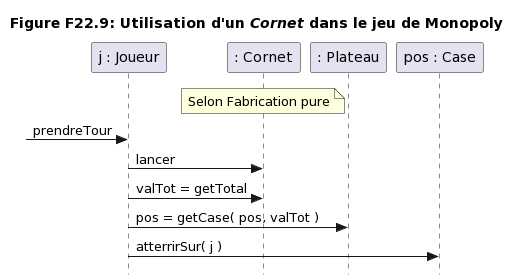 Figure F22.9: Utilisation d'un Cornet dans le jeu de Monopoly
j : Joueur
: Cornet
: Plateau
pos : Case
Selon Fabrication pure
prendreTour
lancer
valTot = getTotal
pos = getCase( pos, valTot )
atterrirSur( j )